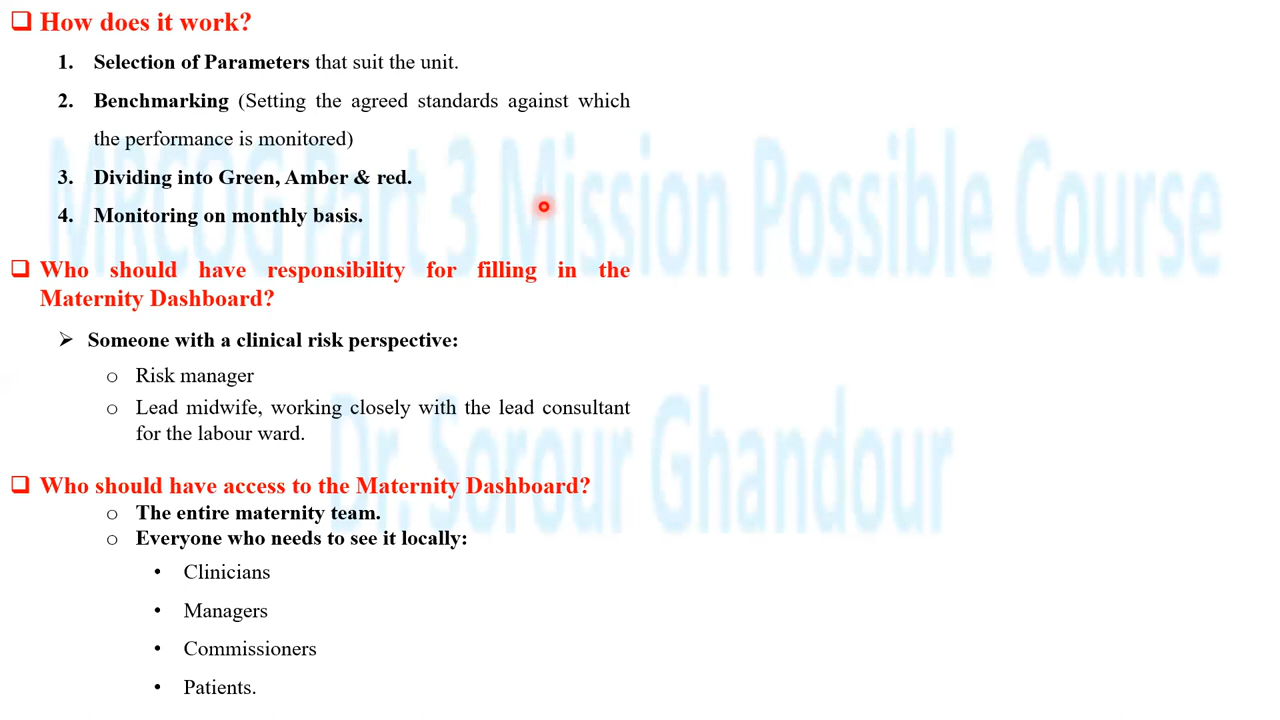 How does it work?
1. Selection of Parameters that suit the unit.
2. Benchmarking (Setting the agreed standards against which
the performance is monitored)
3. Dividing into Green, Amber & red.
4. Monitoring on monthly basis.
Who should have responsibility for filling in the
Maternity Dashboard?
Someone with a clinical risk perspective:
o Risk manager
o Lead midwife, working closely with the lead consultant
for the labour ward.
Who should have access to the Maternity Dashboard?
o The entire maternity team.
o Everyone who needs to see it locally:
• Clinicians
• Managers
• Commissioners
• Patients.
MRCOG Part 3 Mission Possible Course
Dr. Sorour Ghandour